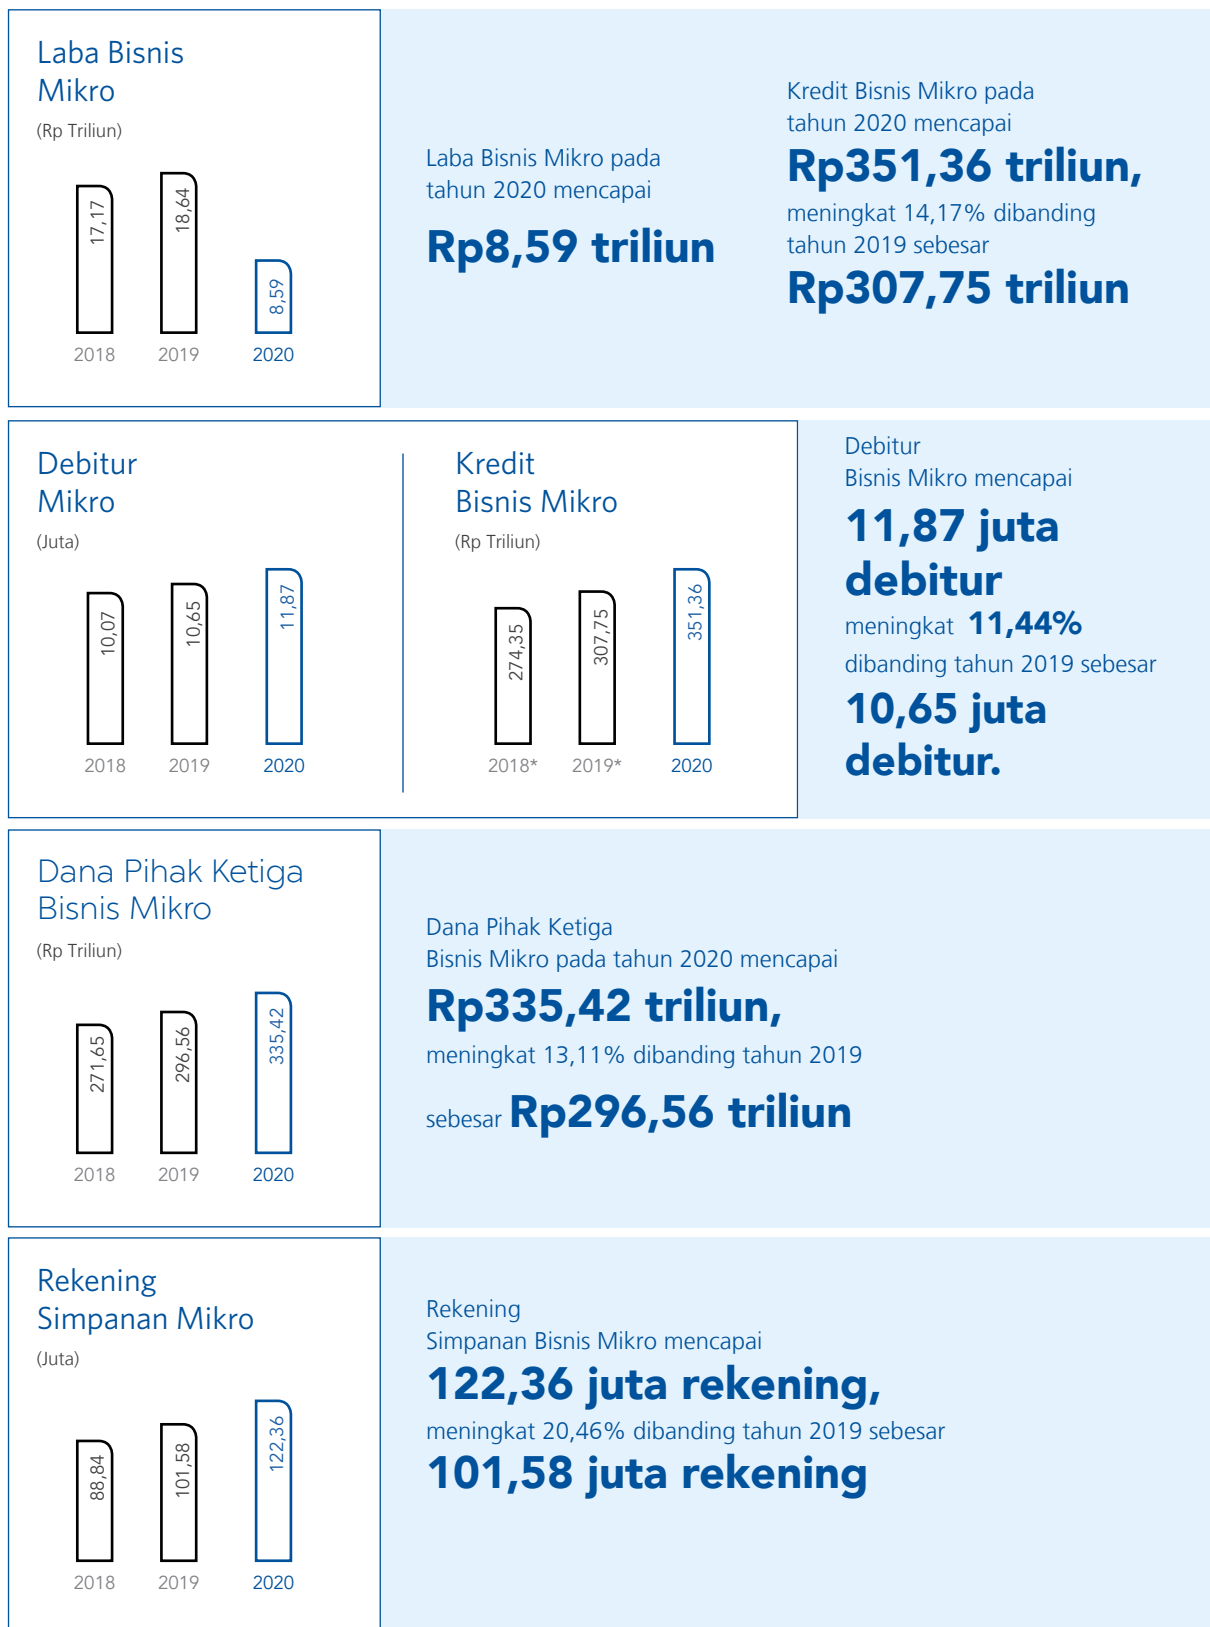 Laba Bisnis
Mikro
(Rp Triliun)
17,17
18,64
8,59
2018
2019
2020
Laba Bisnis Mikro pada
tahun 2020 mencapai
Rp8,59 triliun
Kredit Bisnis Mikro pada
tahun 2020 mencapai
Rp351,36 triliun,
meningkat 14,17% dibanding
tahun 2019 sebesar
Rp307,75 triliun
Debitur
Mikro
(Juta)
10,07
10,65
11,87
2018
2019
2020
Kredit
Bisnis Mikro
(Rp Triliun)
274,35
307,75
351,36
2018*
2019*
2020
Debitur
Bisnis Mikro mencapai
11,87 juta
debitur
meningkat 11,44%
dibanding tahun 2019 sebesar
10,65 juta
debitur.
Dana Pihak Ketiga
Bisnis Mikro
(Rp Triliun)
271,65
296,56
335,42
2018
2019
2020
Dana Pihak Ketiga
Bisnis Mikro pada tahun 2020 mencapai
Rp335,42 triliun,
meningkat 13,11% dibanding tahun 2019
sebesar Rp296,56 triliun
Rekening
Simpanan Mikro
(Juta)
88,84
101,58
122,36
2018
2019
2020
Rekening
Simpanan Bisnis Mikro mencapai
122,36 juta rekening,
meningkat 20,46% dibanding tahun 2019 sebesar
101,58 juta rekening